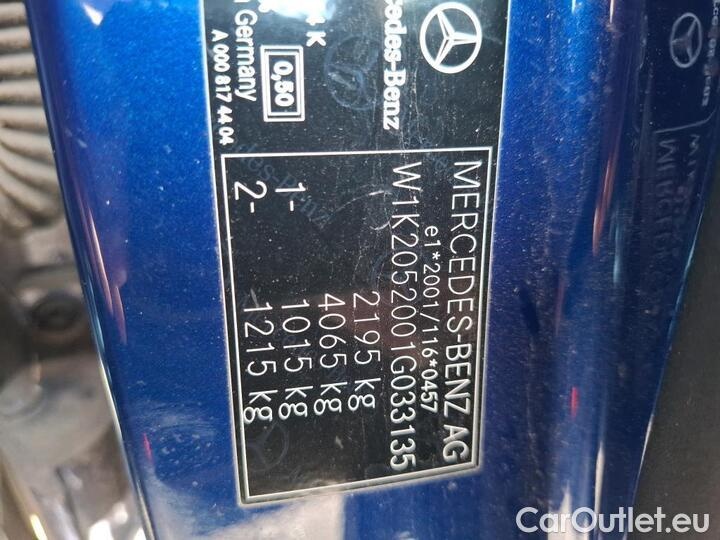 MERCEDES-BENZ AG
e1*2001/116*0457
W1K2052001G033135
2195 kg
4065 kg
1- 1015 kg
2- 1215 kg
Mercedes-Benz
4 K
0,50
Germany
A 000 817 44 04
CarOutlet.eu